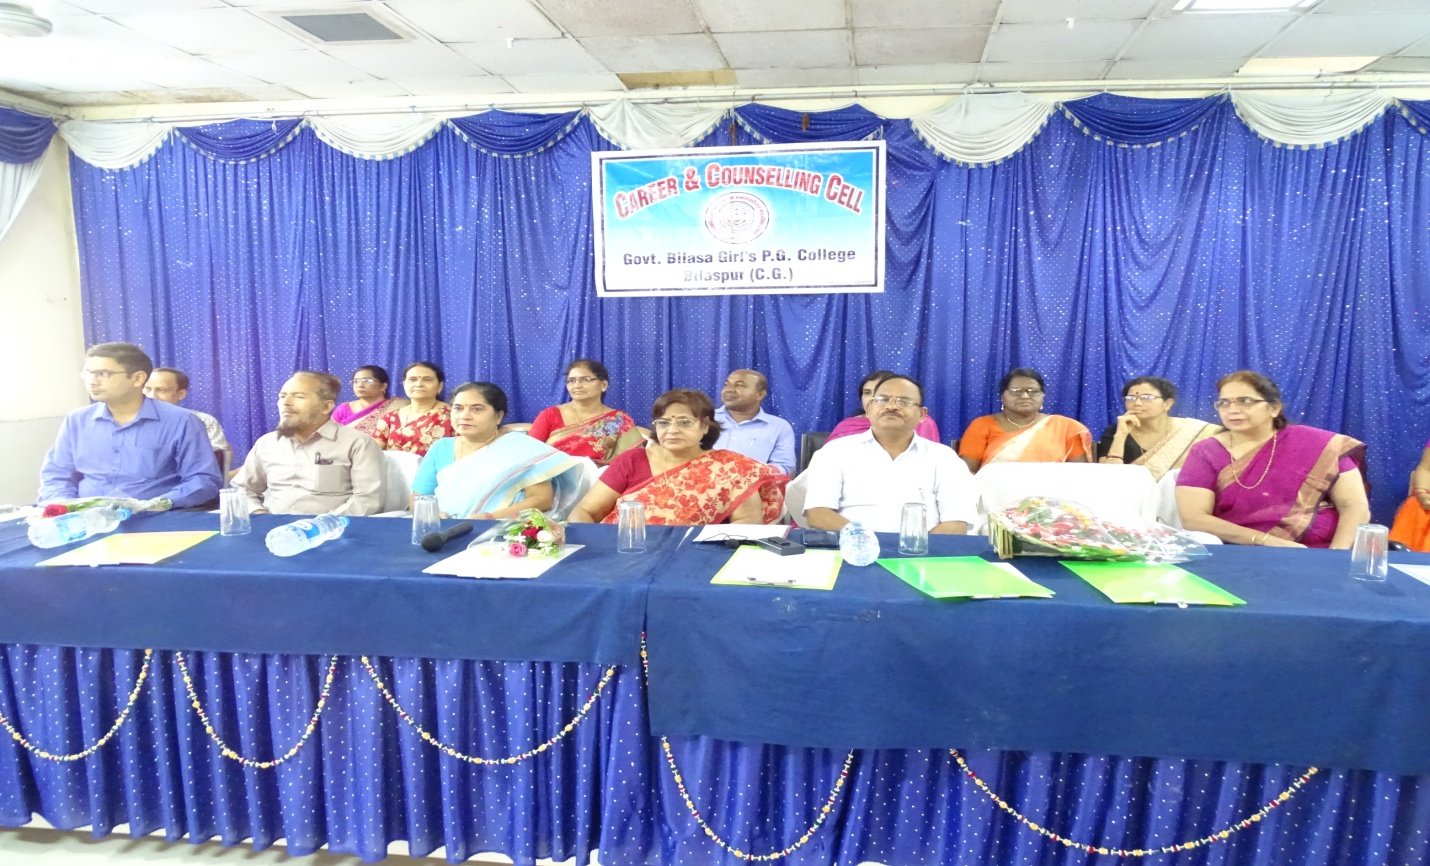 CAREER & COUNSELLING CELL
Govt. Bilasa Girl's P.G. College
Bilaspur (C.G.)